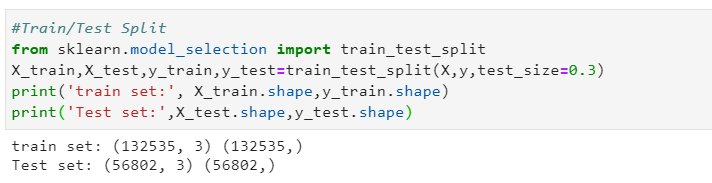 #Train/Test Split
from sklearn.model_selection import train_test_split
X_train,X_test,y_train,y_test=train_test_split(X,y,test_size=0.3)
print('train set:', X_train.shape,y_train.shape)
print('Test set:',X_test.shape,y_test.shape)
train set: (132535, 3) (132535,)
Test set: (56802, 3) (56802,)